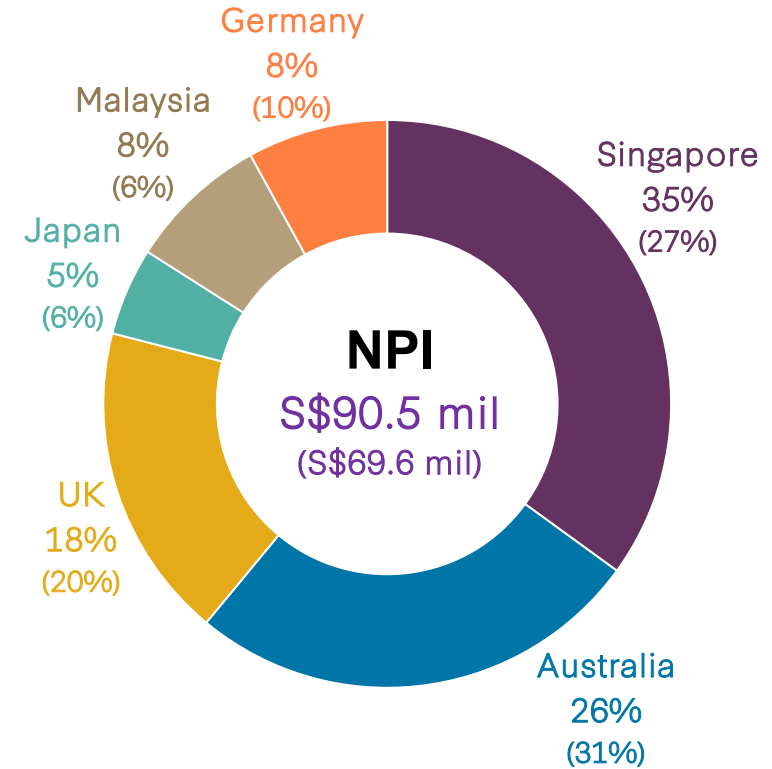 Germany
8%
(10%)
Malaysia
8%
(6%)
Singapore
35%
(27%)
Japan
5%
(6%)
NPI
S$90.5 mil
(S$69.6 mil)
UK
18%
(20%)
Australia
26%
(31%)